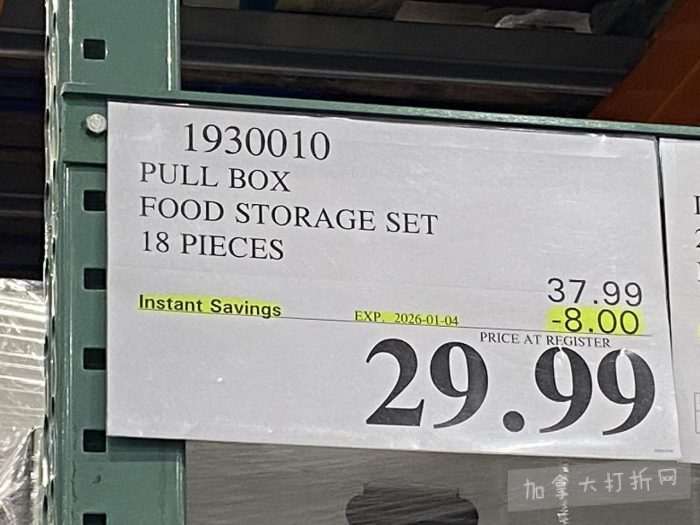 1930010
PULL BOX
FOOD STORAGE SET
18 PIECES
37.99
Instant Savings EXP. 2026-01-04 -8.00
PRICE AT REGISTER
29.99
加拿大打折网